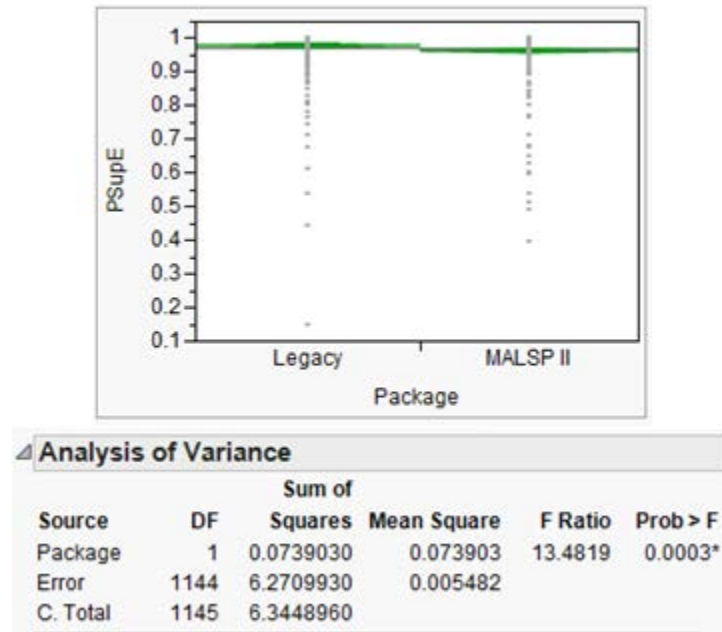 1
0.9
0.8
0.7
0.6
0.5
0.4
0.3
0.2
0.1
PSupE
Legacy MALSP II
Package
Analysis of Variance
Sum of
Source DF Squares Mean Square F Ratio Prob > F
Package 1 0.0739030 0.073903 13.4819 0.0003*
Error 1144 6.2709930 0.005482
C. Total 1145 6.3448960